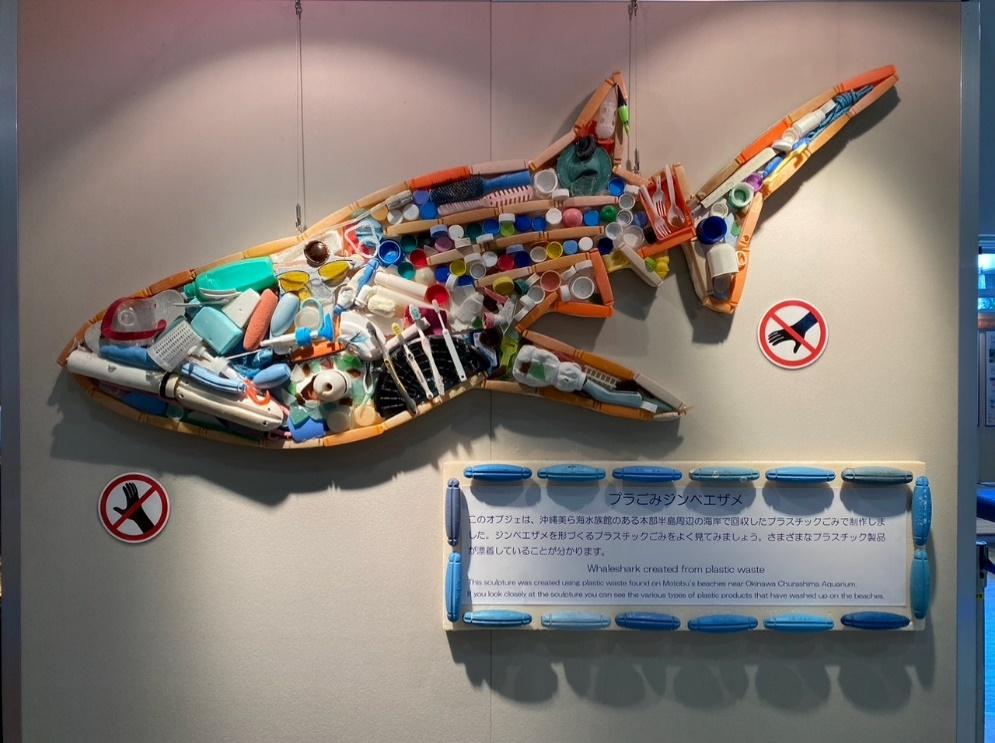 プラごみジンベエザメ
このオブジェは、沖縄美ら海水族館のある本部半島周辺の海岸で回収したプラスチックごみで制作しま
した。ジンベエザメを形づくるプラスチックごみをよく見てみましょう。さまざまなプラスチック製品
が漂着していることが分かります。
Whaleshark created from plastic waste
This sculpture was created using plastic waste found on Motobu's beaches near Okinawa Churashima Aquarium.
If you look closely at the sculpture you can see the various types of plastic products that have washed up on the beaches.